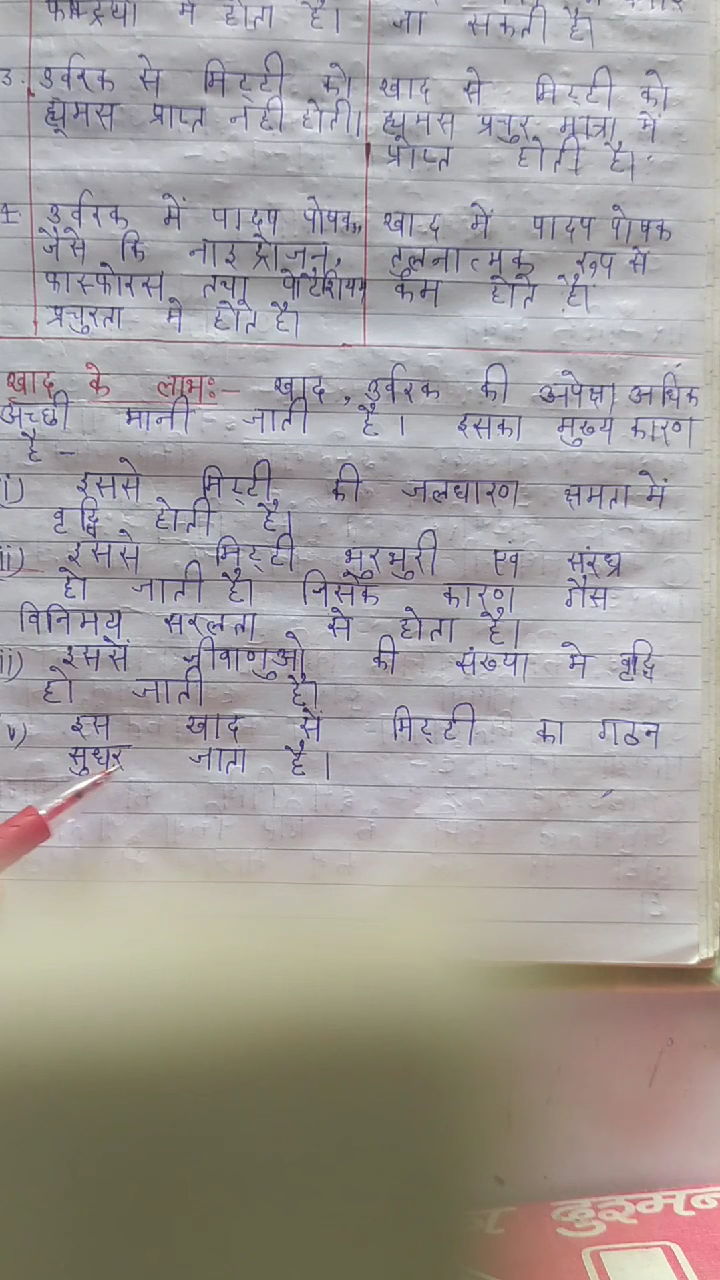 में होता है। जा सकती है।
3. उर्वरक से मिट्टी को खाद से मिट्टी को
ह्यूमस प्राप्त नही होती। ह्यूमस प्रचुर मात्रा में
प्राप्त होती है।
4. उर्वरक में पादप पोषक, खाद में पादप पोषक
जैसे कि नाइट्रोजन, तुलनात्मक रूप से
फास्फोरस तथा पोटैशियम कम होते है।
प्रचुरता मे होते है।
खाद के लाभ:- खाद, उर्वरक की अपेक्षा अधिक
अच्छी मानी जाती है। इसका मुख्य कारण
है -
(i) इससे मिट्टी की जलधारण क्षमता में
वृद्धि होती है।
ii) इससे मिट्टी भुरभुरी एवं संरध्र
हो जाती है। जिसके कारण गैस
विनिमय सरलता से होता है।
ii) इससे जीवाणुओ की संख्या मे वृद्धि
हो जाती है।
v) इस खाद से मिट्टी का गठन
सुधर जाता है।
दुश्मन